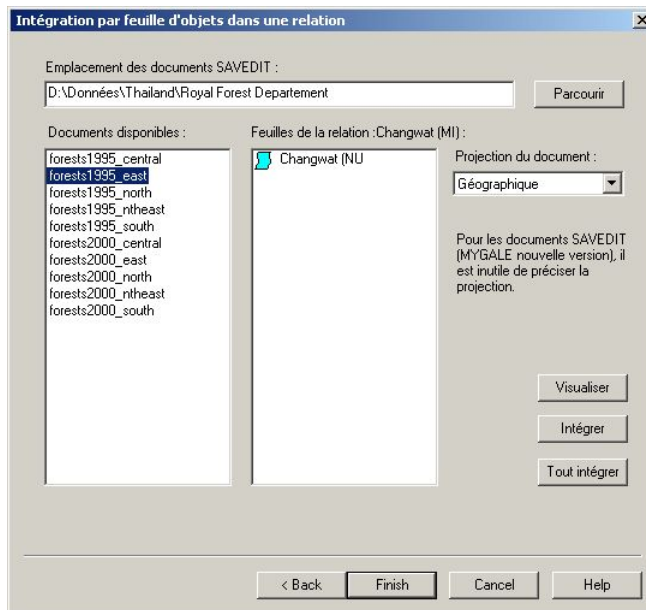 Intégration par feuille d'objets dans une relation
Emplacement des documents SAVEDIT :
D:\Données\Thailand\Royal Forest Departement
Parcourir
Documents disponibles :
forests1995_central
forests1995_east
forests1995_north
forests1995_ntheast
forests1995_south
forests2000_central
forests2000_east
forests2000_north
forests2000_ntheast
forests2000_south
Feuilles de la relation :Changwat (MI) :
Changwat (NU
Projection du document :
Géographique
Pour les documents SAVEDIT
(MYGALE nouvelle version), il
est inutile de préciser la
projection.
Visualiser
Intégrer
Tout intégrer
< Back
Finish
Cancel
Help